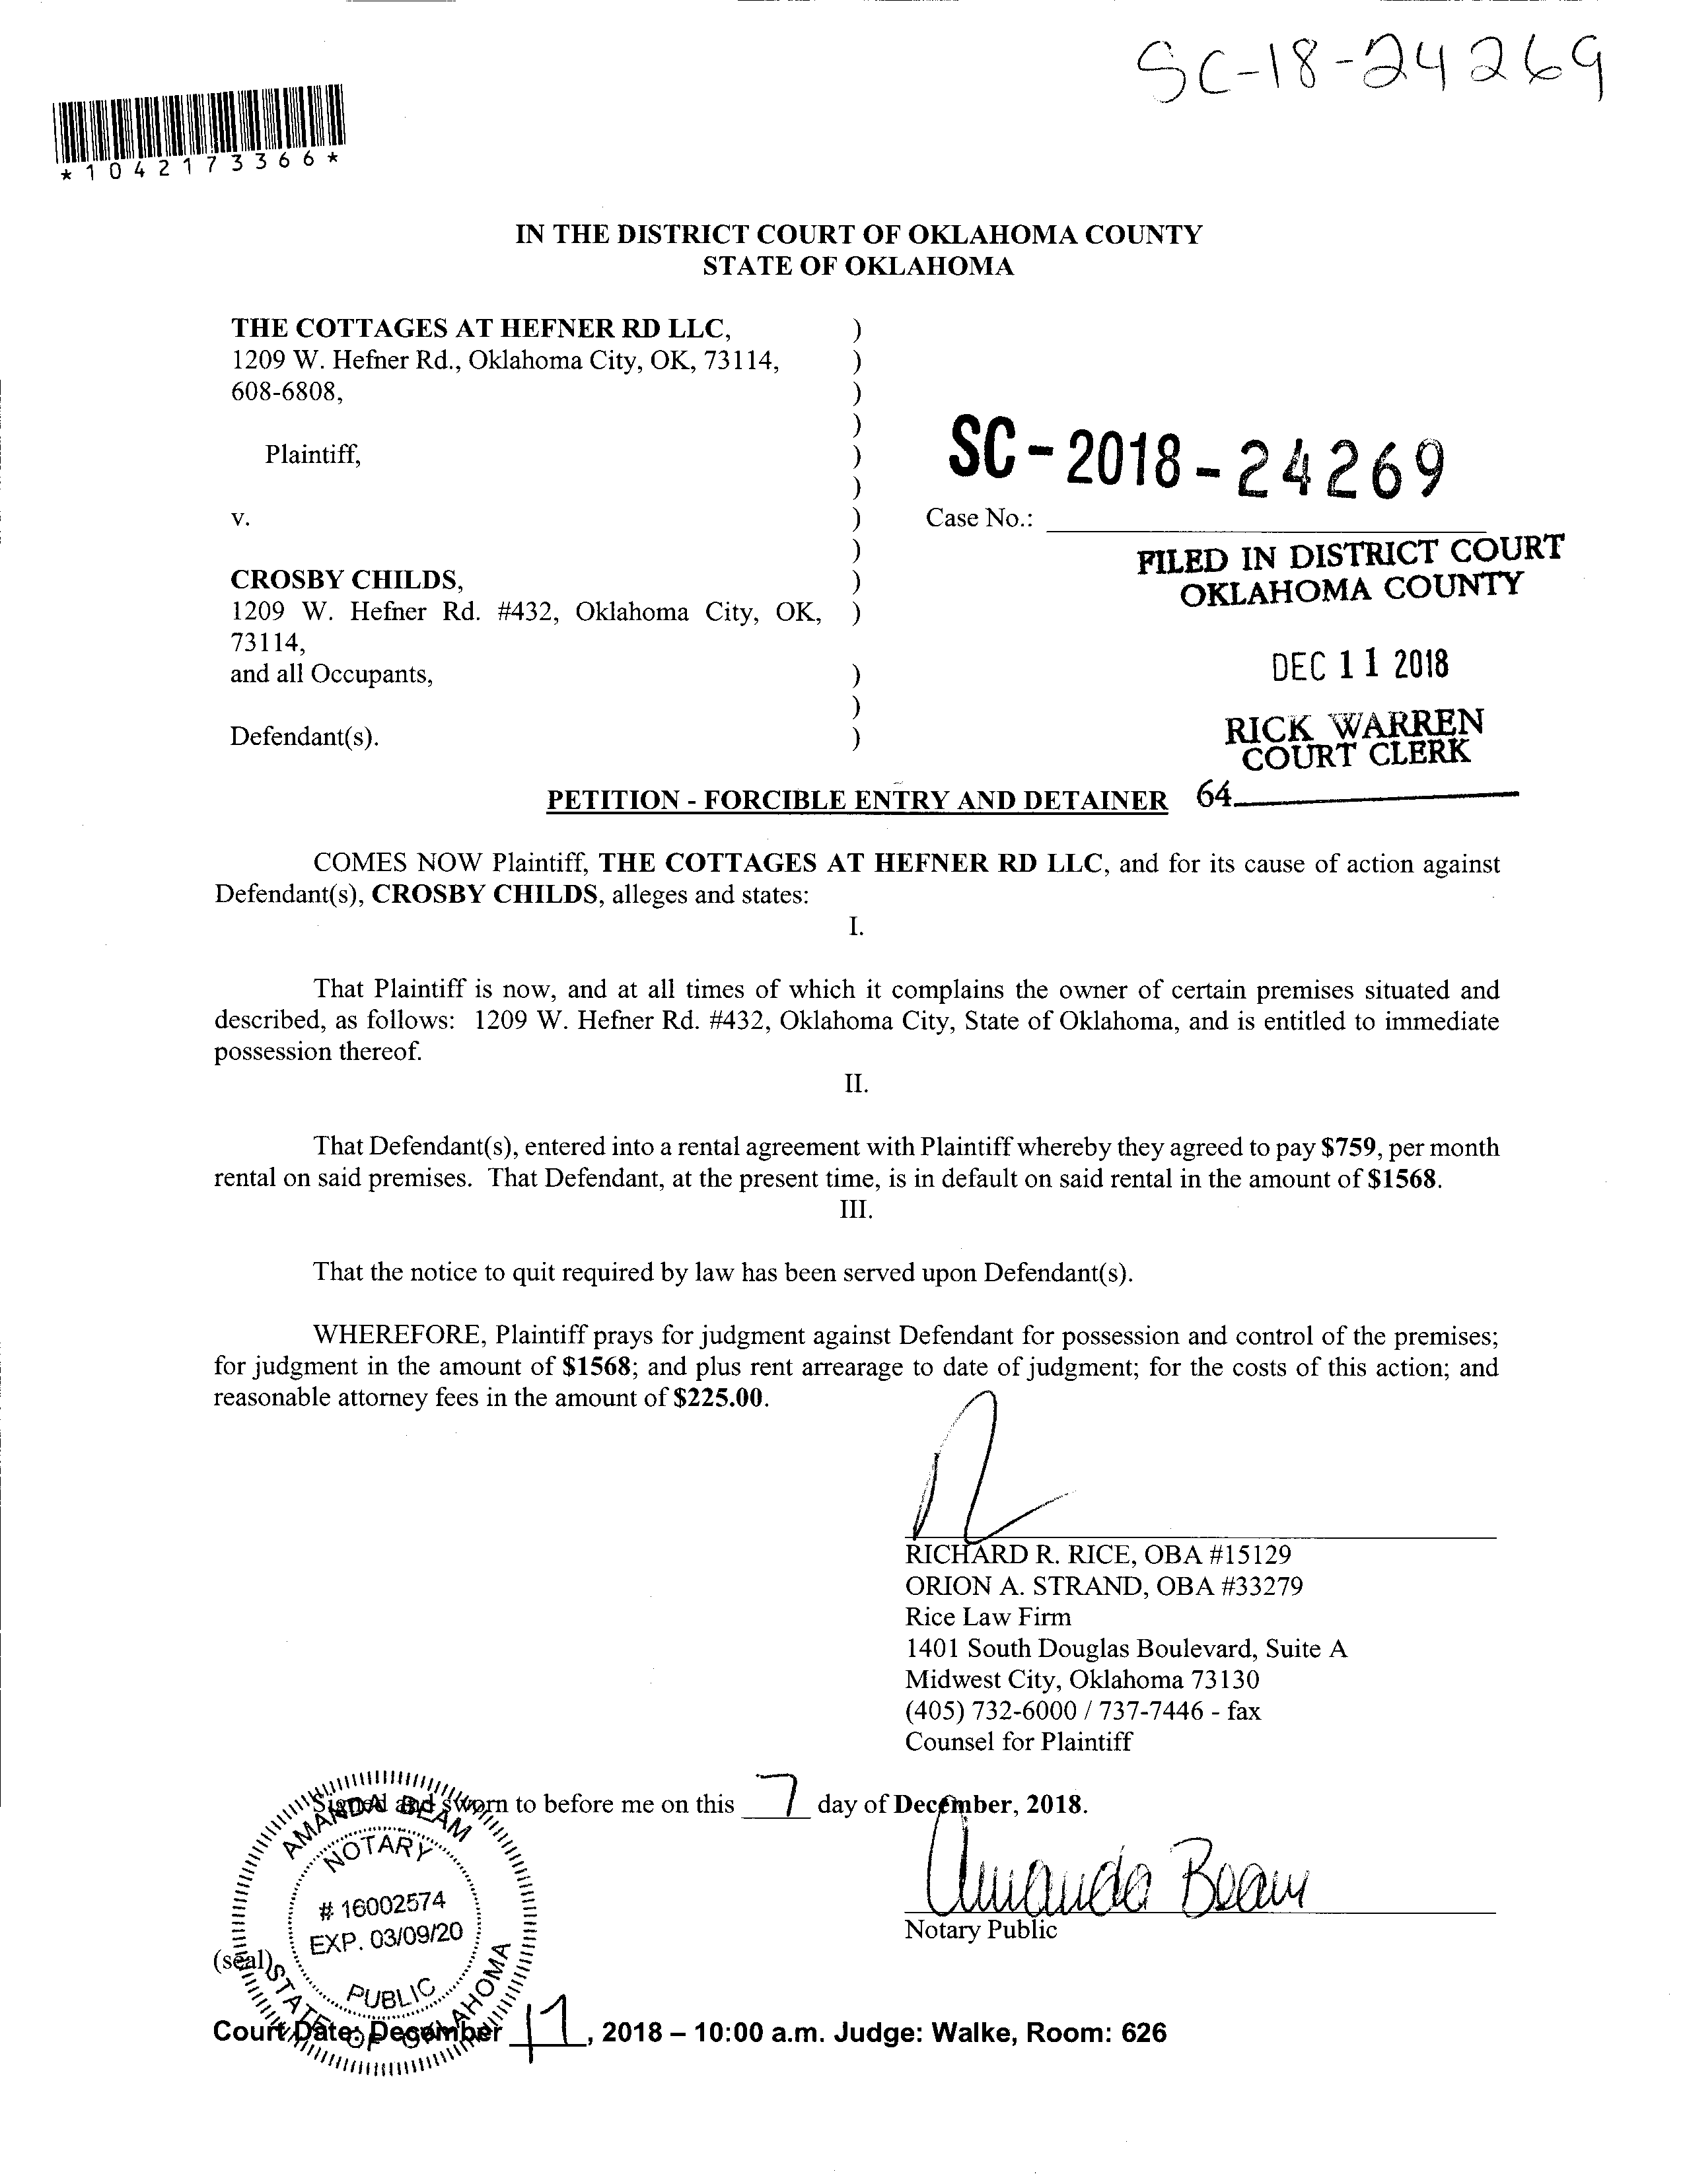 SC-18-24269
*1042173366*
IN THE DISTRICT COURT OF OKLAHOMA COUNTY
STATE OF OKLAHOMA
THE COTTAGES AT HEFNER RD LLC, )
1209 W. Hefner Rd., Oklahoma City, OK, 73114, )
608-6808, )
)
Plaintiff, )
)
v. )
)
CROSBY CHILDS, )
1209 W. Hefner Rd. #432, Oklahoma City, OK, )
73114,
and all Occupants, )
)
Defendant(s). )
SC-2018-24269
Case No.:
FILED IN DISTRICT COURT
OKLAHOMA COUNTY
DEC 11 2018
RICK WARREN
COURT CLERK
64
PETITION - FORCIBLE ENTRY AND DETAINER
COMES NOW Plaintiff, THE COTTAGES AT HEFNER RD LLC, and for its cause of action against
Defendant(s), CROSBY CHILDS, alleges and states:
I.
That Plaintiff is now, and at all times of which it complains the owner of certain premises situated and
described, as follows: 1209 W. Hefner Rd. #432, Oklahoma City, State of Oklahoma, and is entitled to immediate
possession thereof.
II.
That Defendant(s), entered into a rental agreement with Plaintiff whereby they agreed to pay $759, per month
rental on said premises. That Defendant, at the present time, is in default on said rental in the amount of $1568.
III.
That the notice to quit required by law has been served upon Defendant(s).
WHEREFORE, Plaintiff prays for judgment against Defendant for possession and control of the premises;
for judgment in the amount of $1568; and plus rent arrearage to date of judgment; for the costs of this action; and
reasonable attorney fees in the amount of $225.00.
RICHARD R. RICE, OBA #15129
ORION A. STRAND, OBA #33279
Rice Law Firm
1401 South Douglas Boulevard, Suite A
Midwest City, Oklahoma 73130
(405) 732-6000 / 737-7446 - fax
Counsel for Plaintiff
Signed and sworn to before me on this 7 day of December, 2018.
Amanda Beam
Notary Public
AMANDA BEAM
NOTARY
# 16002574
EXP. 03/09/20
PUBLIC
STATE OF OKLAHOMA
(seal)
Court Date: December , 2018 – 10:00 a.m. Judge: Walke, Room: 626